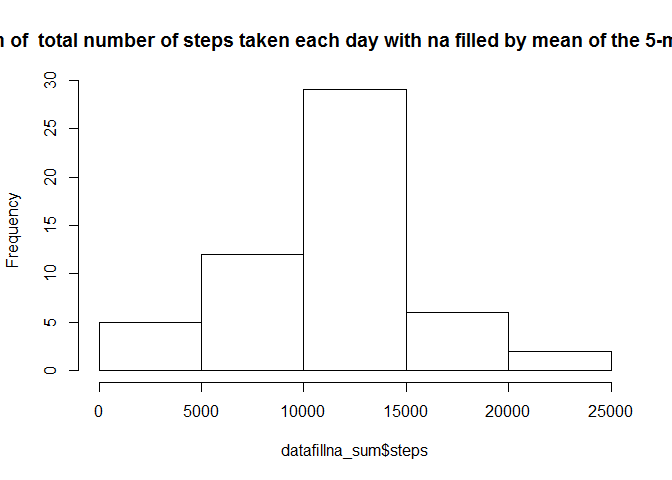 of total number of steps taken each day with na filled by mean of the
Frequency
30
25
20
15
10
5
0
0 5000 10000 15000 20000 25000
datafillna_sum$steps